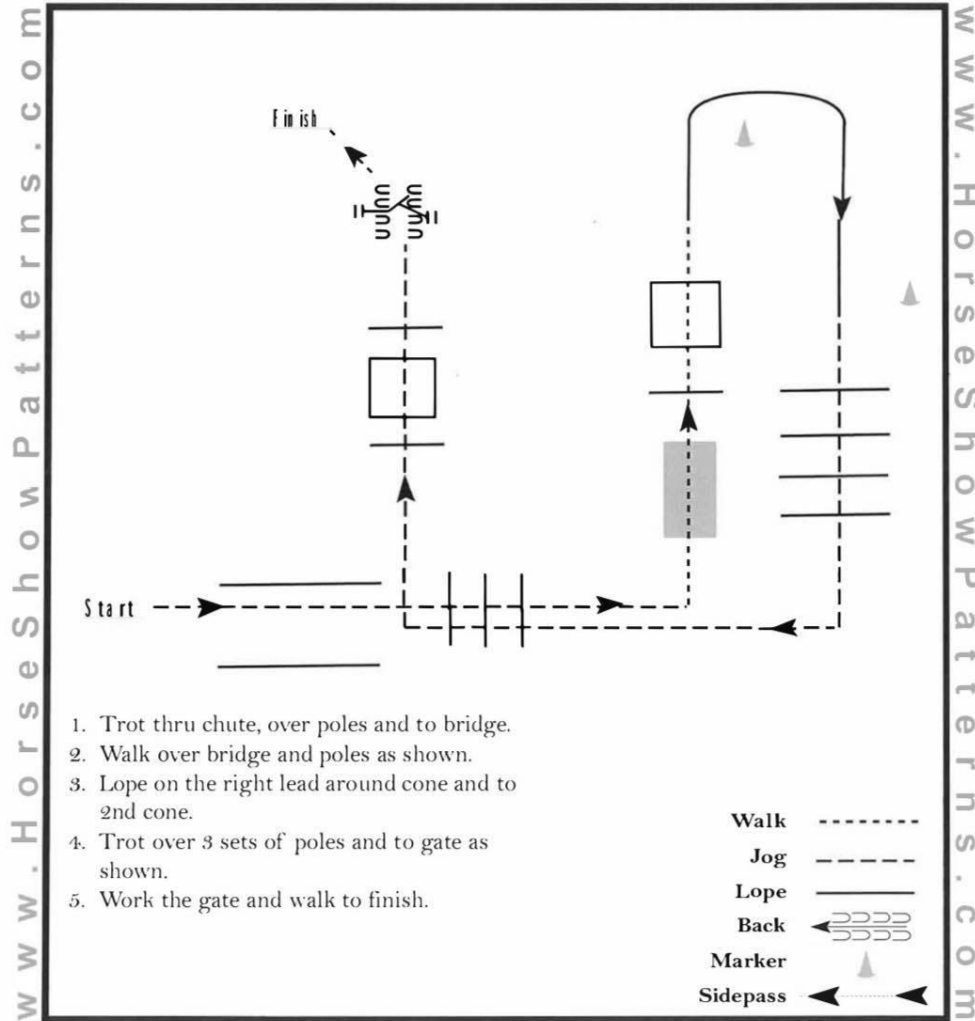 www.HorseShowPatterns.com
www.HorseShowPatterns.com
Finish
Start
1. Trot thru chute, over poles and to bridge.
2. Walk over bridge and poles as shown.
3. Lope on the right lead around cone and to
2nd cone.
4. Trot over 3 sets of poles and to gate as
shown.
5. Work the gate and walk to finish.
Walk
Jog
Lope
Back
Marker
Sidepass